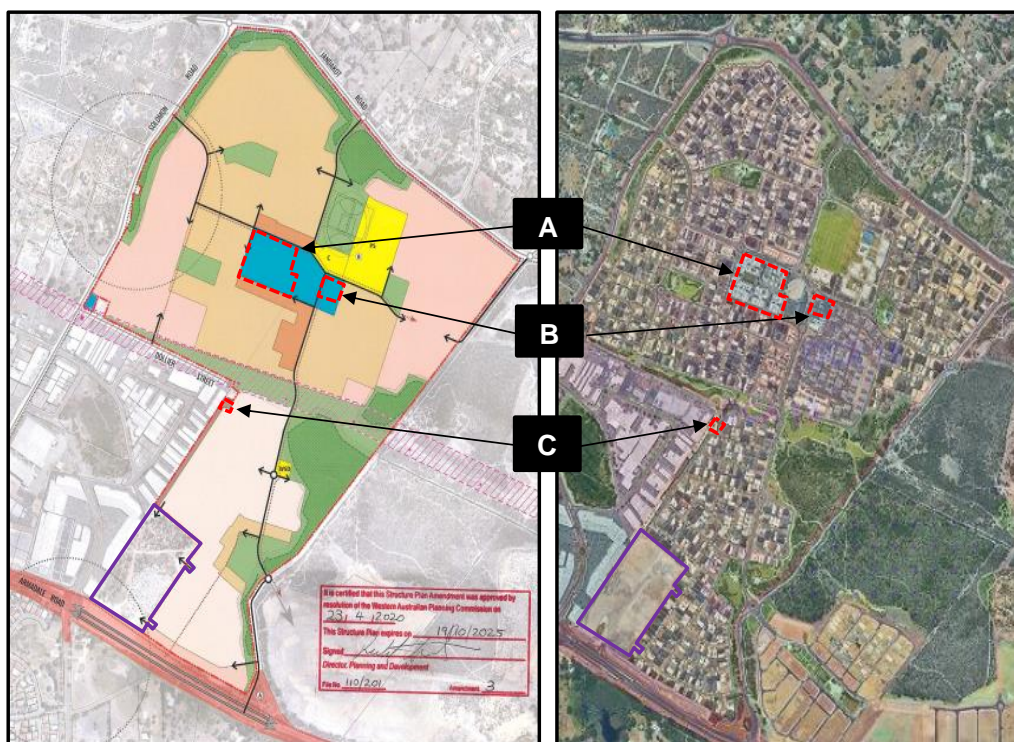 SOLOMON
ROAD
JANDAKOT
ROAD
A
B
C
DOLLIER
STREET
ARMADALE ROAD
It is certified that this Structure Plan Amendment was approved by
resolution of the Western Australian Planning Commission on
23, 4, 2020
This Structure Plan expires on 19/10/2025
Signed
Director, Planning and Development
File No 110/201 Amendment 3